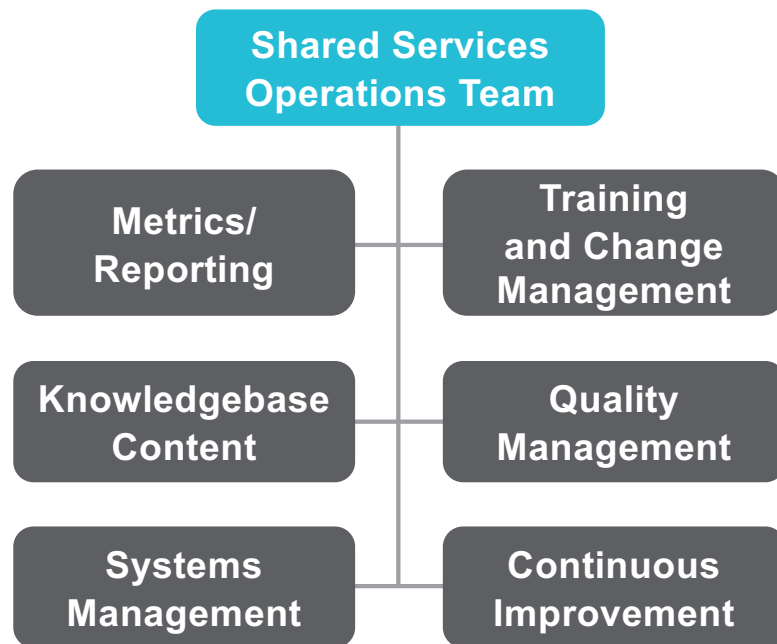 Shared Services
Operations Team
Metrics/
Reporting
Training
and Change
Management
Knowledgebase
Content
Quality
Management
Systems
Management
Continuous
Improvement